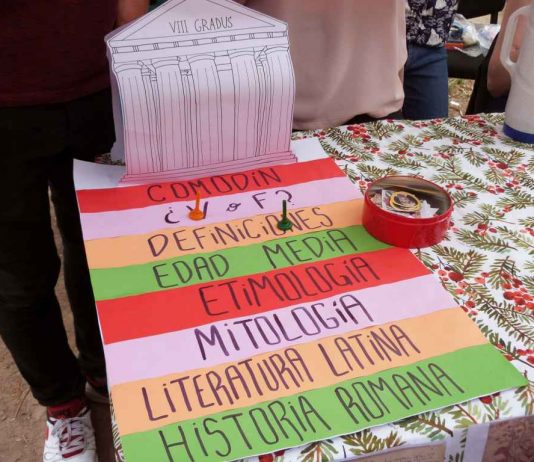 VIII GRADUS
COMODÍN
¿V o F?
DEFINICIONES
EDAD MEDIA
ETIMOLOGÍA
MITOLOGÍA
LITERATURA LATINA
HISTORIA ROMANA